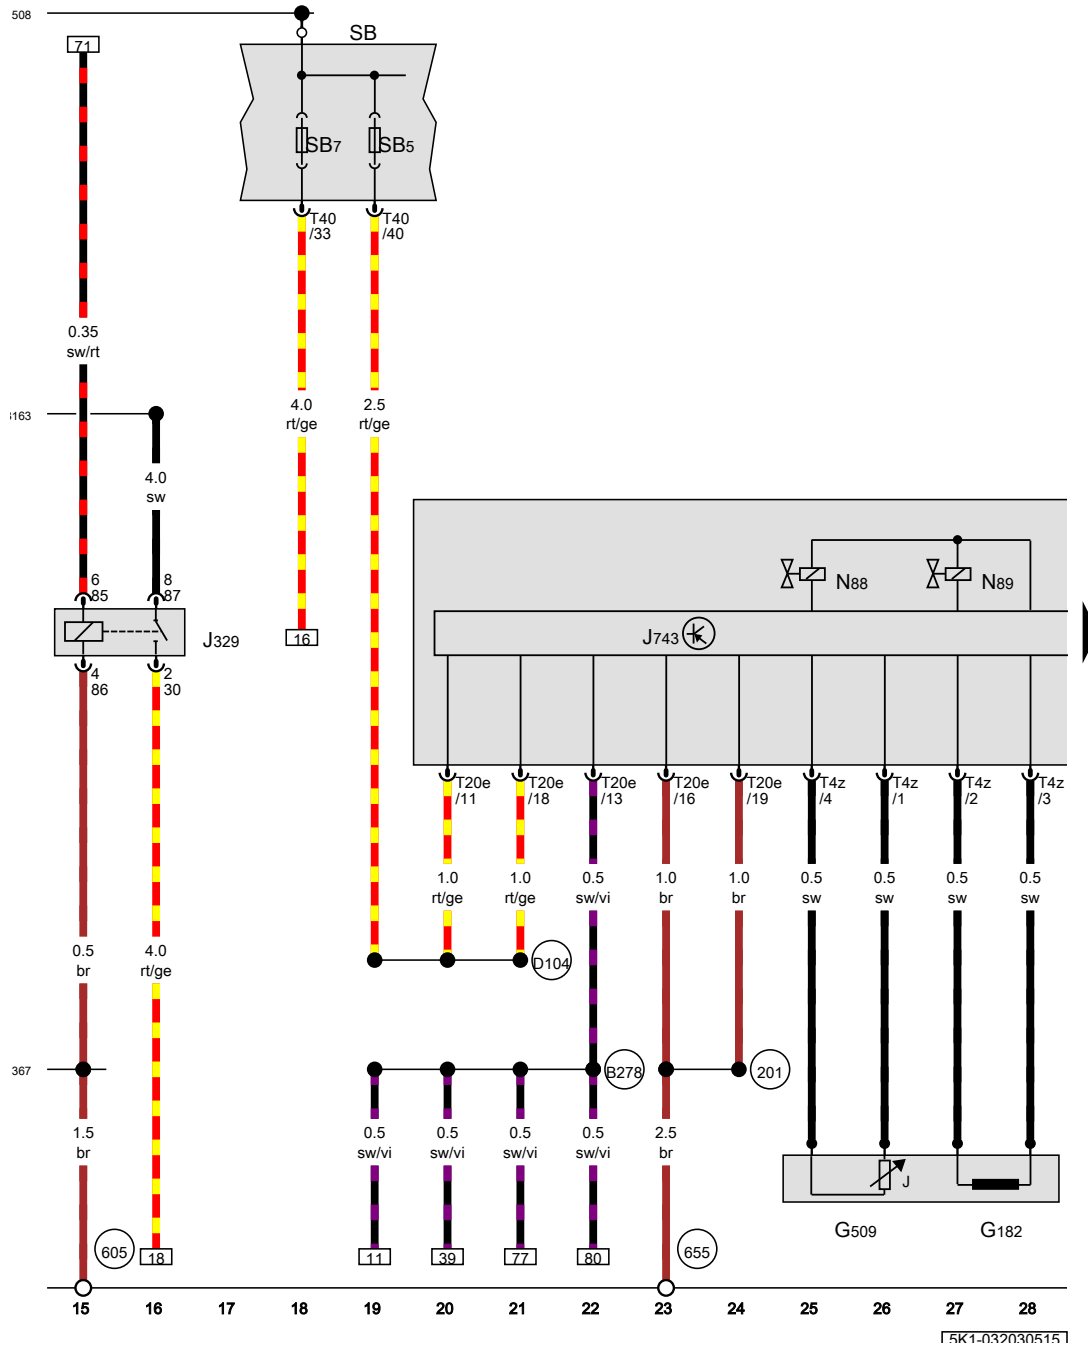 508
SB
71
SB7
SB5
T40
/33
T40
/40
0.35
sw/rt
4.0
rt/ge
2.5
rt/ge
163
4.0
sw
N88
N89
6
85
8
87
J329
16
J743
4
86
2
30
T20e
/11
T20e
/18
T20e
/13
T20e
/16
T20e
/19
T4z
/4
T4z
/1
T4z
/2
T4z
/3
1.0
rt/ge
1.0
rt/ge
0.5
sw/vi
1.0
br
1.0
br
0.5
sw
0.5
sw
0.5
sw
0.5
sw
0.5
br
4.0
rt/ge
D104
367
B278
201
1.5
br
0.5
sw/vi
0.5
sw/vi
0.5
sw/vi
0.5
sw/vi
2.5
br
J
G509
G182
605
18
11
39
77
80
655
15 16 17 18 19 20 21 22 23 24 25 26 27 28
5K1-032030515